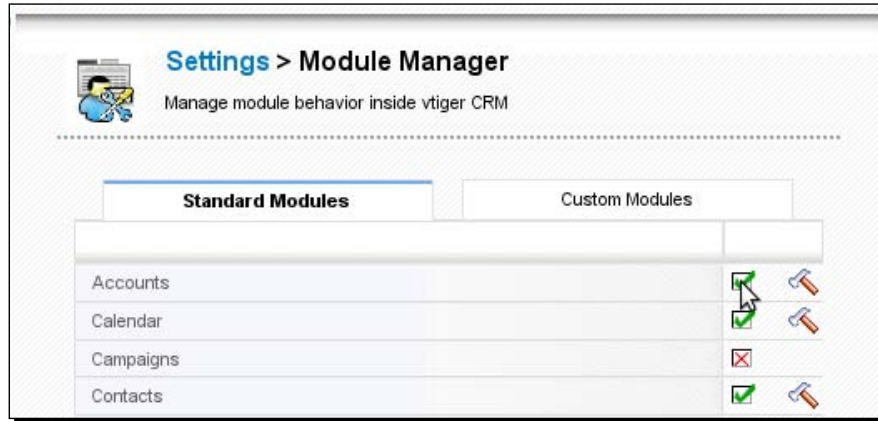 Settings > Module Manager
Manage module behavior inside vtiger CRM
Standard Modules
Custom Modules
Accounts
Calendar
Campaigns
Contacts